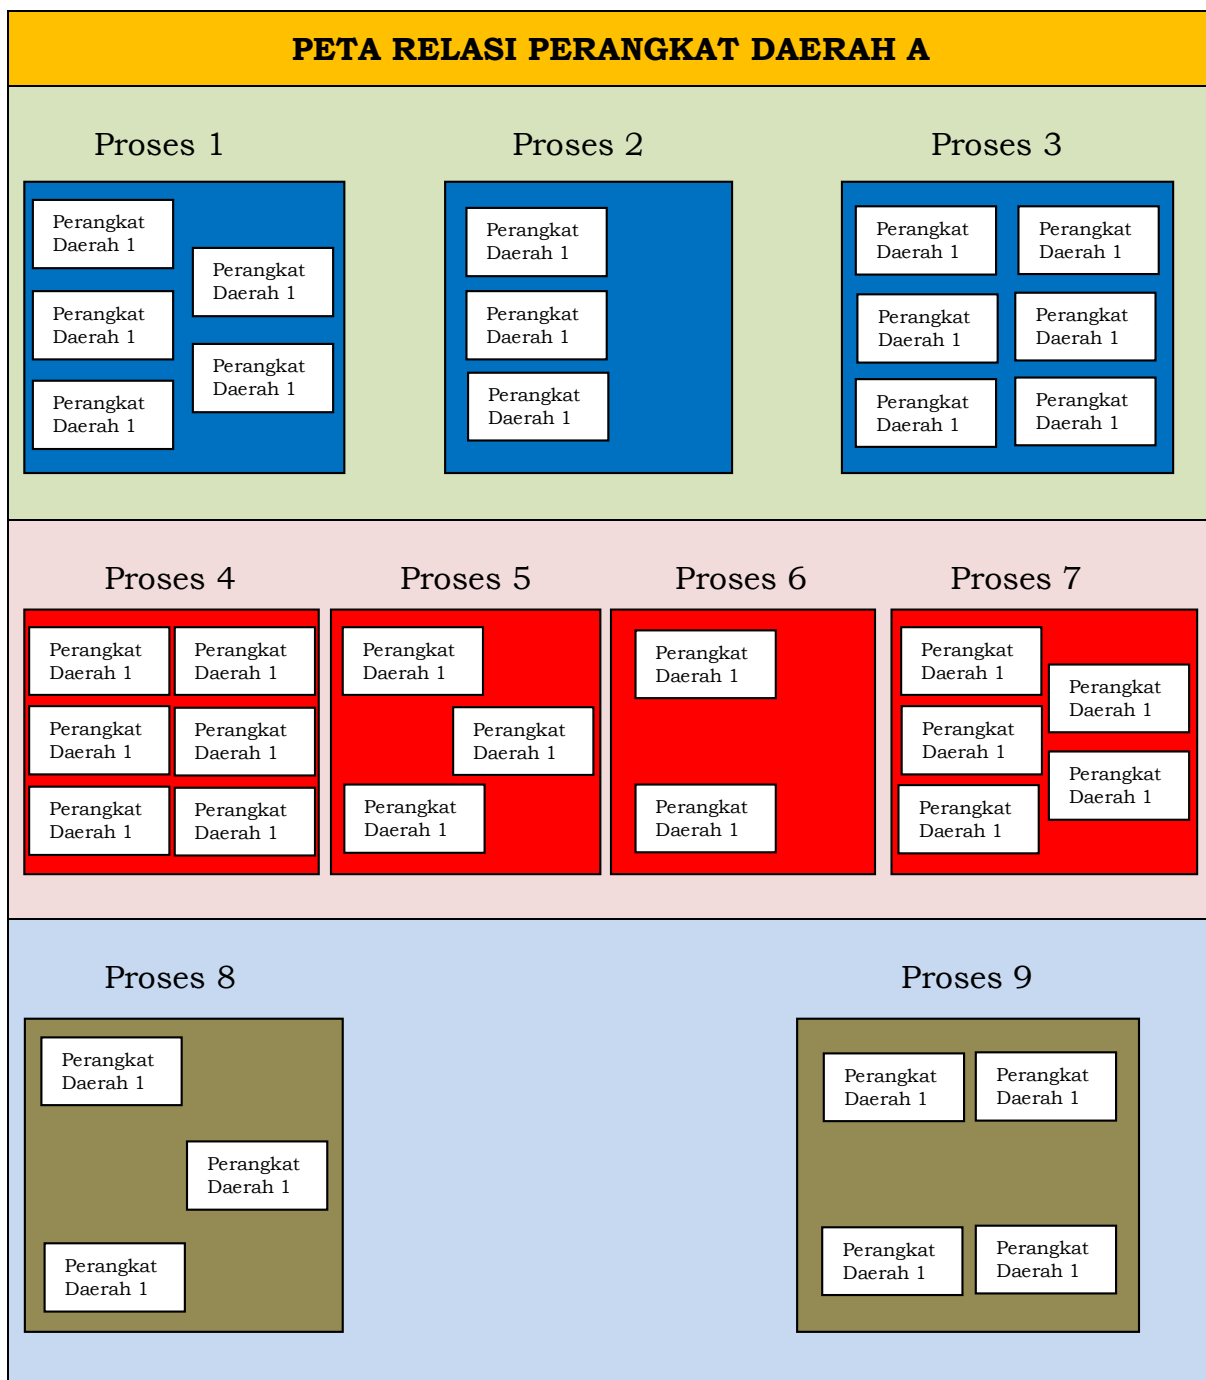 PETA RELASI PERANGKAT DAERAH A
Proses 1
Perangkat
Daerah 1
Perangkat
Daerah 1
Perangkat
Daerah 1
Perangkat
Daerah 1
Perangkat
Daerah 1
Proses 2
Perangkat
Daerah 1
Perangkat
Daerah 1
Perangkat
Daerah 1
Proses 3
Perangkat
Daerah 1
Perangkat
Daerah 1
Perangkat
Daerah 1
Perangkat
Daerah 1
Perangkat
Daerah 1
Perangkat
Daerah 1
Proses 4
Perangkat
Daerah 1
Perangkat
Daerah 1
Perangkat
Daerah 1
Perangkat
Daerah 1
Perangkat
Daerah 1
Perangkat
Daerah 1
Proses 5
Perangkat
Daerah 1
Perangkat
Daerah 1
Perangkat
Daerah 1
Proses 6
Perangkat
Daerah 1
Perangkat
Daerah 1
Proses 7
Perangkat
Daerah 1
Perangkat
Daerah 1
Perangkat
Daerah 1
Perangkat
Daerah 1
Perangkat
Daerah 1
Proses 8
Perangkat
Daerah 1
Perangkat
Daerah 1
Perangkat
Daerah 1
Proses 9
Perangkat
Daerah 1
Perangkat
Daerah 1
Perangkat
Daerah 1
Perangkat
Daerah 1